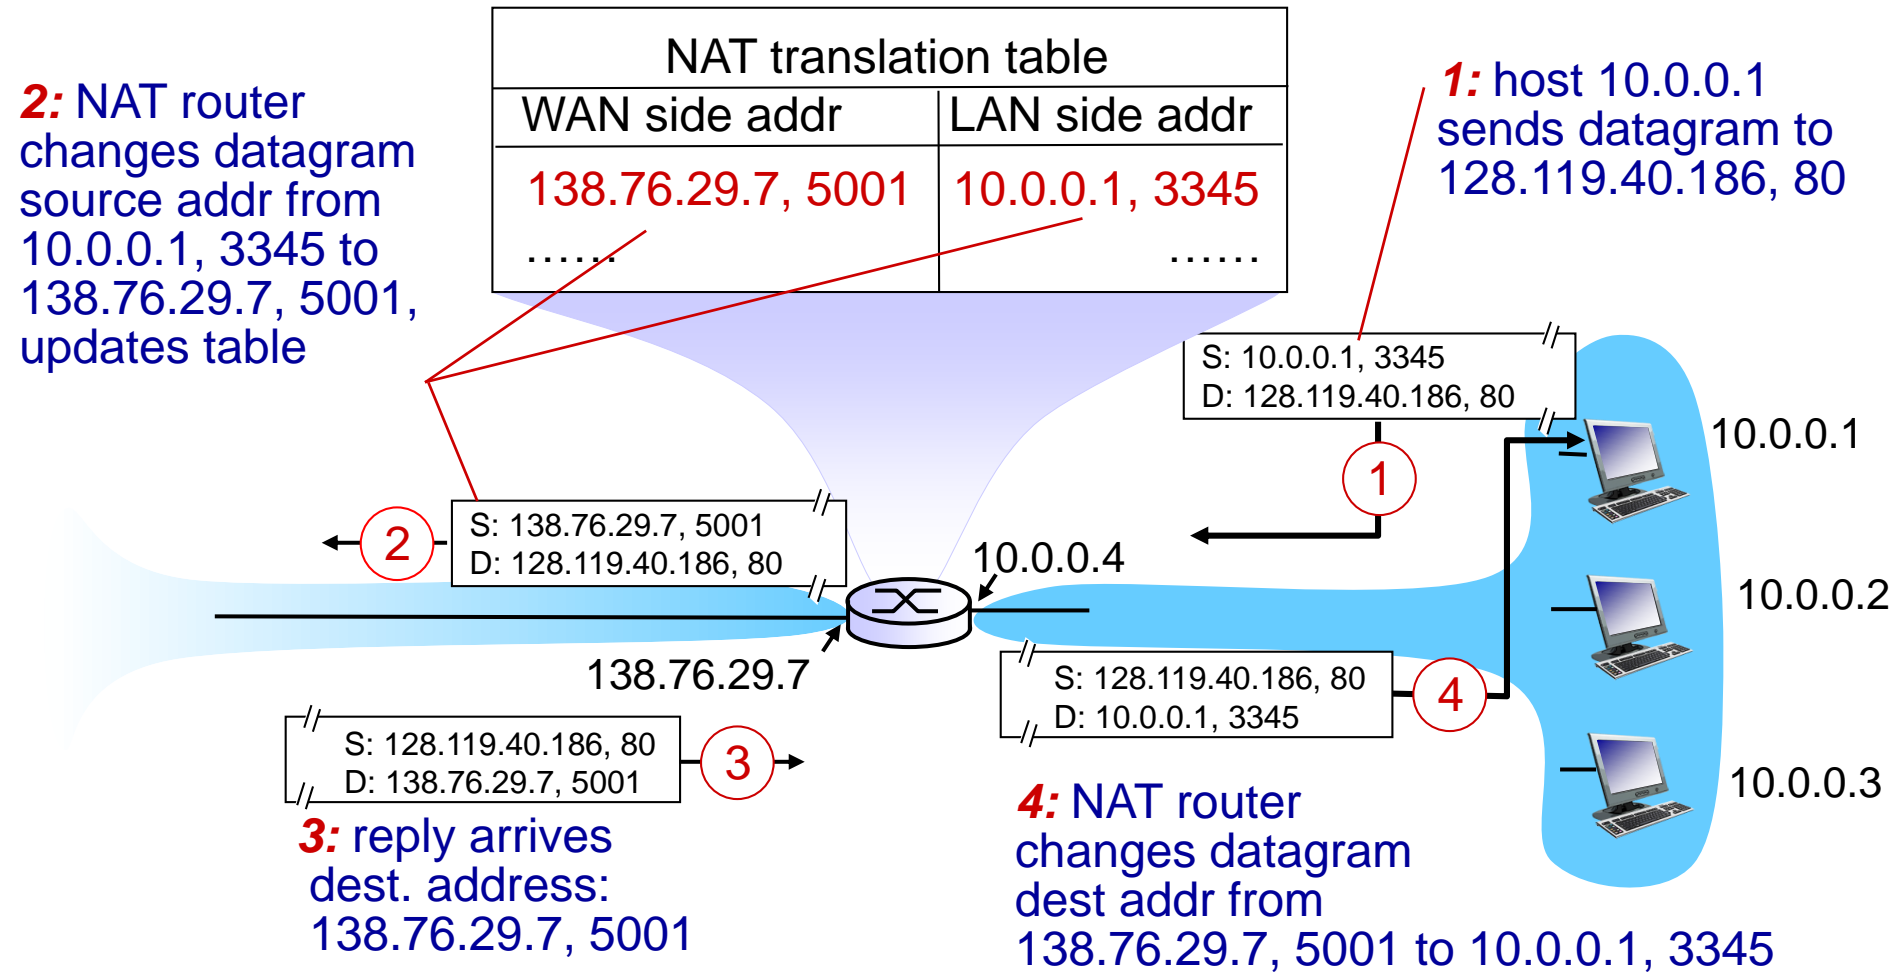 NAT translation table
WAN side addr
LAN side addr
138.76.29.7, 5001
10.0.0.1, 3345
......
......
2: NAT router
changes datagram
source addr from
10.0.0.1, 3345 to
138.76.29.7, 5001,
updates table
1: host 10.0.0.1
sends datagram to
128.119.40.186, 80
S: 10.0.0.1, 3345
D: 128.119.40.186, 80
1
10.0.0.1
2
S: 138.76.29.7, 5001
D: 128.119.40.186, 80
10.0.0.4
10.0.0.2
138.76.29.7
S: 128.119.40.186, 80
D: 10.0.0.1, 3345
4
S: 128.119.40.186, 80
D: 138.76.29.7, 5001
3
10.0.0.3
3: reply arrives
dest. address:
138.76.29.7, 5001
4: NAT router
changes datagram
dest addr from
138.76.29.7, 5001 to 10.0.0.1, 3345